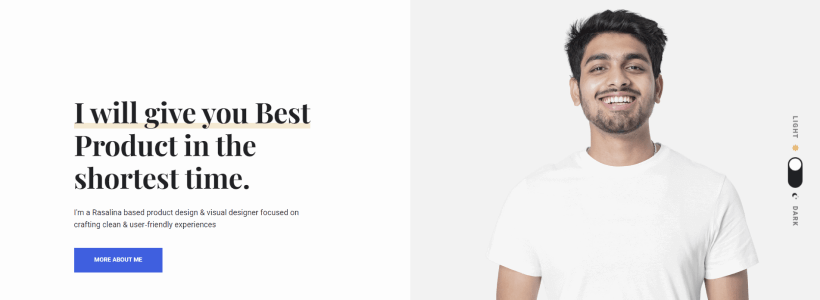 I will give you Best
Product in the
shortest time.
I'm a Rasalina based product design & visual designer focused on
crafting clean & user-friendly experiences
MORE ABOUT ME
LIGHT
DARK